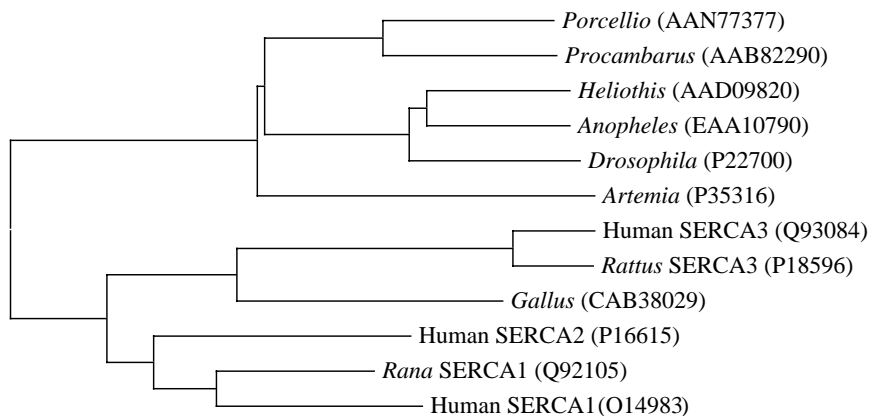 Porcellio (AAN77377)
Procambarus (AAB82290)
Heliothis (AAD09820)
Anopheles (EAA10790)
Drosophila (P22700)
Artemia (P35316)
Human SERCA3 (Q93084)
Rattus SERCA3 (P18596)
Gallus (CAB38029)
Human SERCA2 (P16615)
Rana SERCA1 (Q92105)
Human SERCA1(O14983)